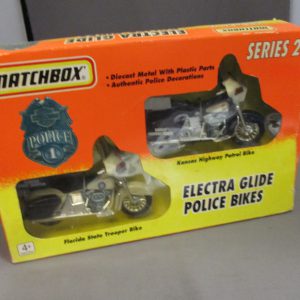 ELECTRA GLIDE
MATCHBOX
SERIES 2
• Diecast Metal With Plastic Parts
• Authentic Police Decorations
POLICE
1
Kansas Highway Patrol Bike
ELECTRA GLIDE
POLICE BIKES
Florida State Trooper Bike
4+